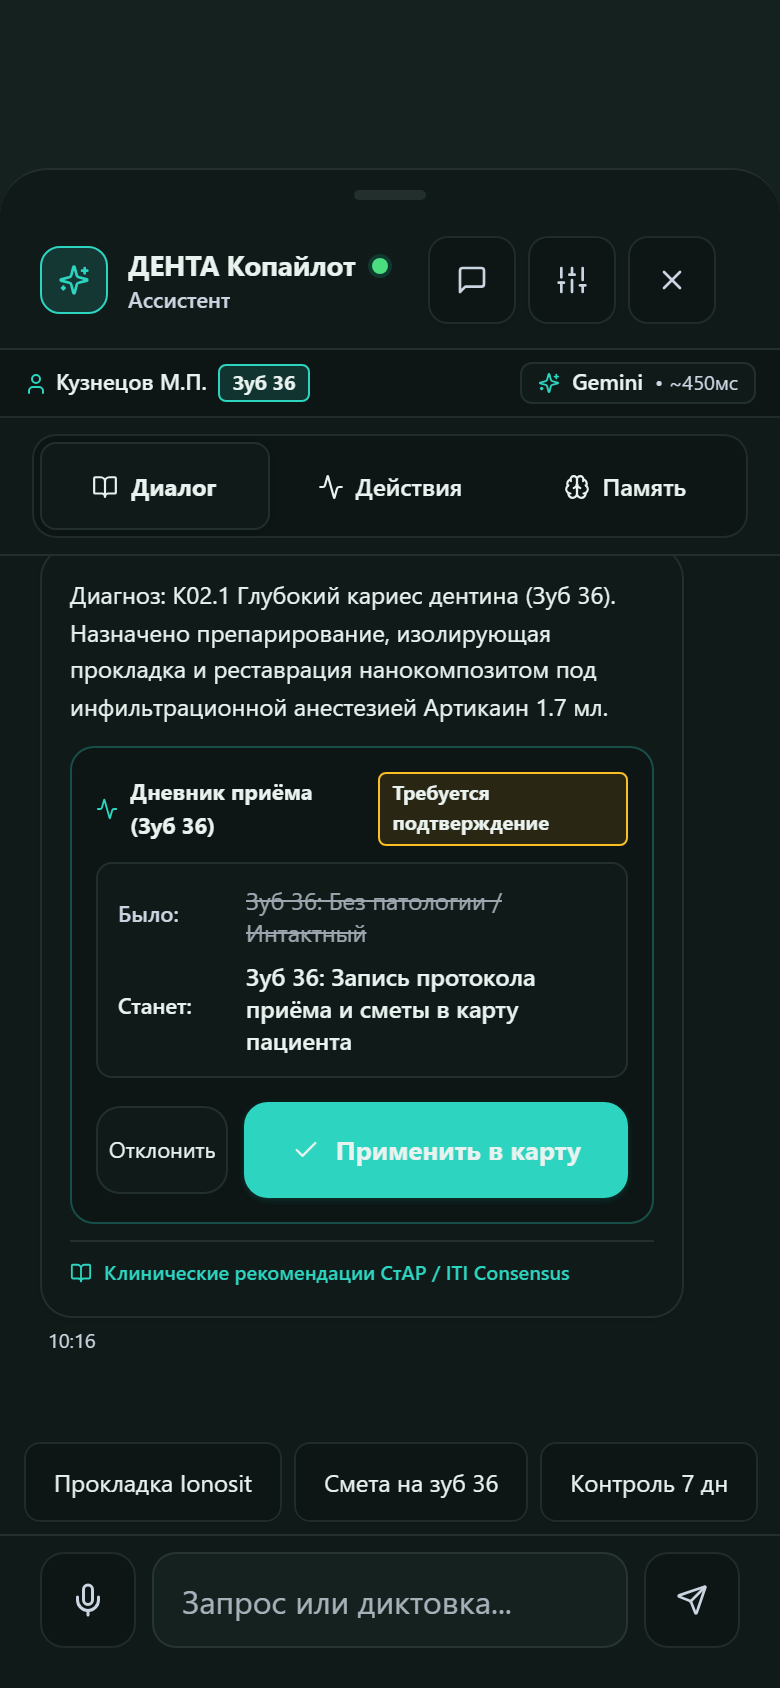 ДЕНТА Копайлот
Ассистент
Кузнецов М.П.
Зуб 36
Gemini • ~450мс
Диалог
Действия
Память
Диагноз: K02.1 Глубокий кариес дентина (Зуб 36).
Назначено препарирование, изолирующая
прокладка и реставрация нанокомпозитом под
инфильтрационной анестезией Артикаин 1.7 мл.
Дневник приёма
(Зуб 36)
Требуется
подтверждение
Было:
Зуб 36: Без патологии /
Интактный
Станет:
Зуб 36: Запись протокола
приёма и сметы в карту
пациента
Отклонить
Применить в карту
Клинические рекомендации СтАР / ITI Consensus
10:16
Прокладка Ionosit
Смета на зуб 36
Контроль 7 дн
Запрос или диктовка...